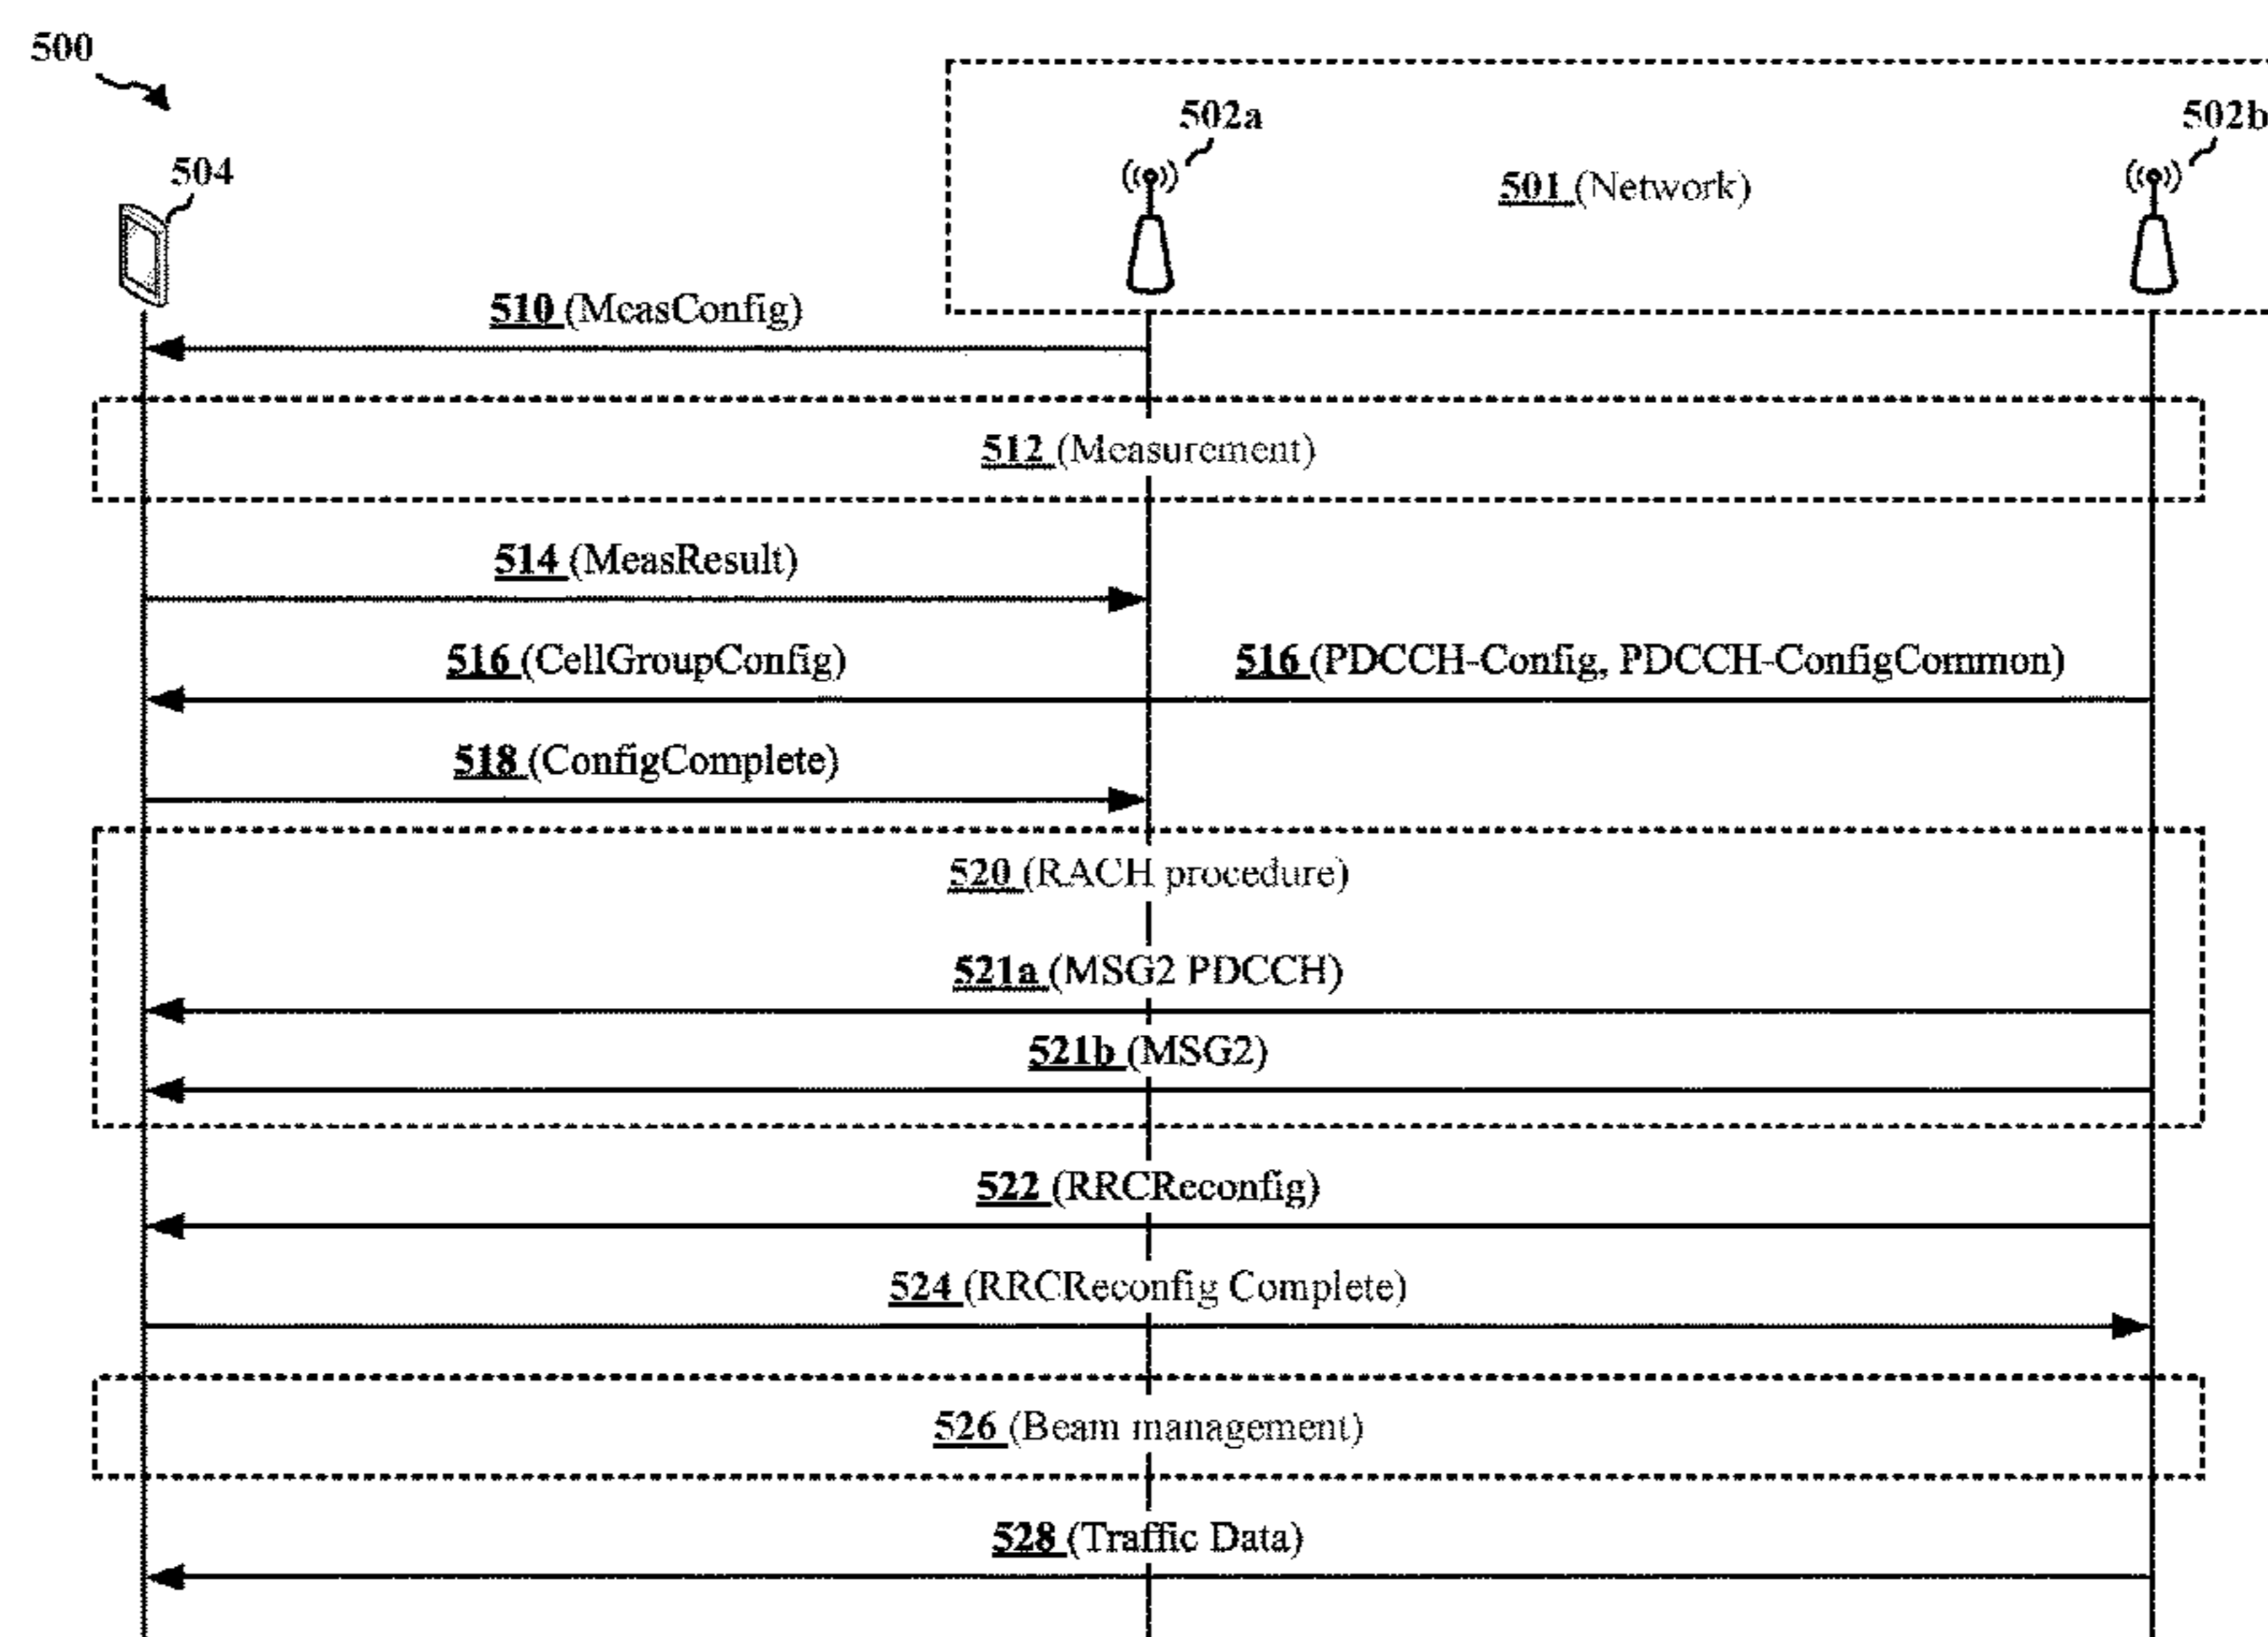 500
502a
502b
504
501 (Network)
510 (MeasConfig)
512 (Measurement)
514 (MeasResult)
516 (CellGroupConfig) 516 (PDCCH-Config, PDCCH-ConfigCommon)
518 (ConfigComplete)
520 (RACH procedure)
521a (MSG2 PDCCH)
521b (MSG2)
522 (RRCReconfig)
524 (RRCReconfig Complete)
526 (Beam management)
528 (Traffic Data)